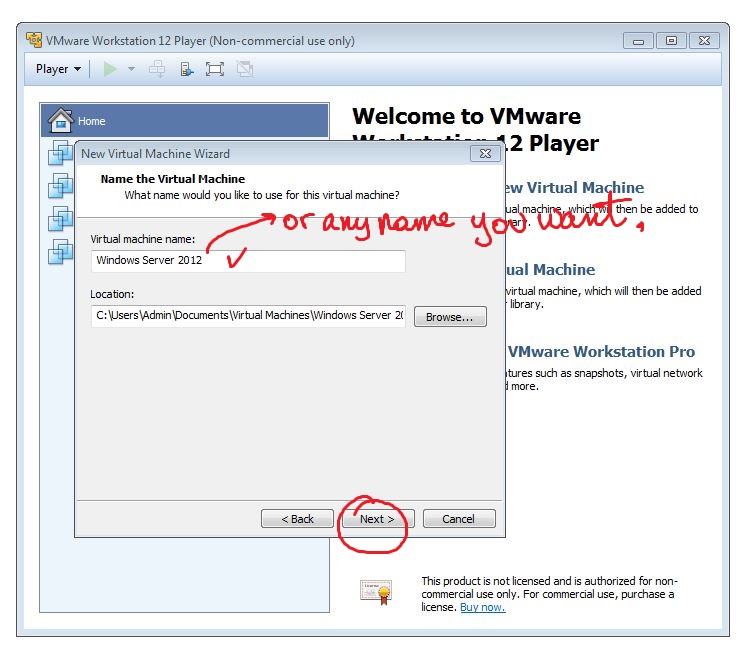 VMware Workstation 12 Player (Non-commercial use only)
Player
Home
Welcome to VMware
12 Player
New Virtual Machine Wizard
Name the Virtual Machine
What name would you like to use for this virtual machine?
Virtual machine name:
or any name you want.
Windows Server 2012
Location:
C:\Users\Admin\Documents\Virtual Machines\Windows Server 20
Browse...
< Back
Next >
Cancel
ew Virtual Machine
machine, which will then be added to
ual Machine
virtual machine, which will then be added
library.
VMware Workstation Pro
tures such as snapshots, virtual network
more.
License
This product is not licensed and is authorized for non-
commercial use only. For commercial use, purchase a
license. Buy now.